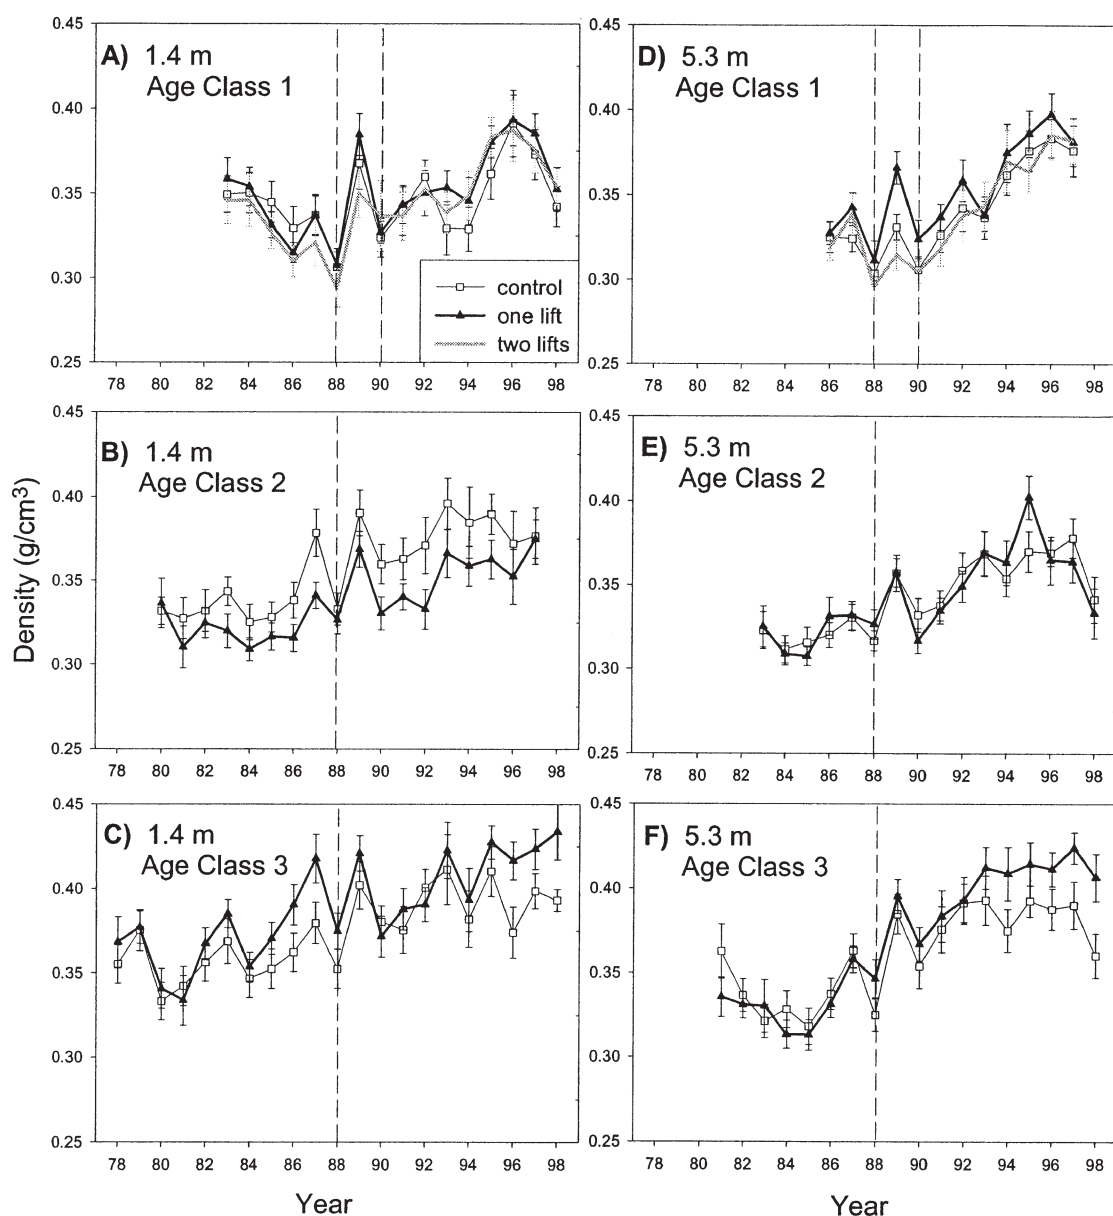 A) 1.4 m
Age Class 1
0.45
0.40
0.35
0.30
0.25
control
one lift
two lifts
78 80 82 84 86 88 90 92 94 96 98
D) 5.3 m
Age Class 1
0.45
0.40
0.35
0.30
0.25
78 80 82 84 86 88 90 92 94 96 98
B) 1.4 m
Age Class 2
0.45
0.40
0.35
0.30
0.25
78 80 82 84 86 88 90 92 94 96 98
E) 5.3 m
Age Class 2
0.45
0.40
0.35
0.30
0.25
78 80 82 84 86 88 90 92 94 96 98
Density (g/cm³)
C) 1.4 m
Age Class 3
0.45
0.40
0.35
0.30
0.25
78 80 82 84 86 88 90 92 94 96 98
Year
F) 5.3 m
Age Class 3
0.45
0.40
0.35
0.30
0.25
78 80 82 84 86 88 90 92 94 96 98
Year